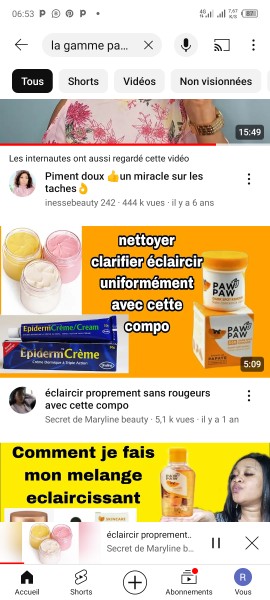 06:53
la gamme pa...
Tous
Shorts
Vidéos
Non visionnées
15:49
Les internautes ont aussi regardé cette vidéo
Piment doux 👍un miracle sur les
taches👌
inessebeauty 242 · 444 k vues · il y a 6 ans
nettoyer
clarifier éclaircir
uniformément
avec cette
compo
PAW
PAW
EpidermCrème/Cream
EpidermCrème
PAW
PAW
5:09
éclaircir proprement sans rougeurs
avec cette compo
Secret de Maryline beauty · 5,1 k vues · il y a 1 an
Comment je fais
mon melange
eclaircissant
PAW
PAW
éclaircir proprement..
Secret de Maryline b...
Accueil
Shorts
Abonnements
R
Vous